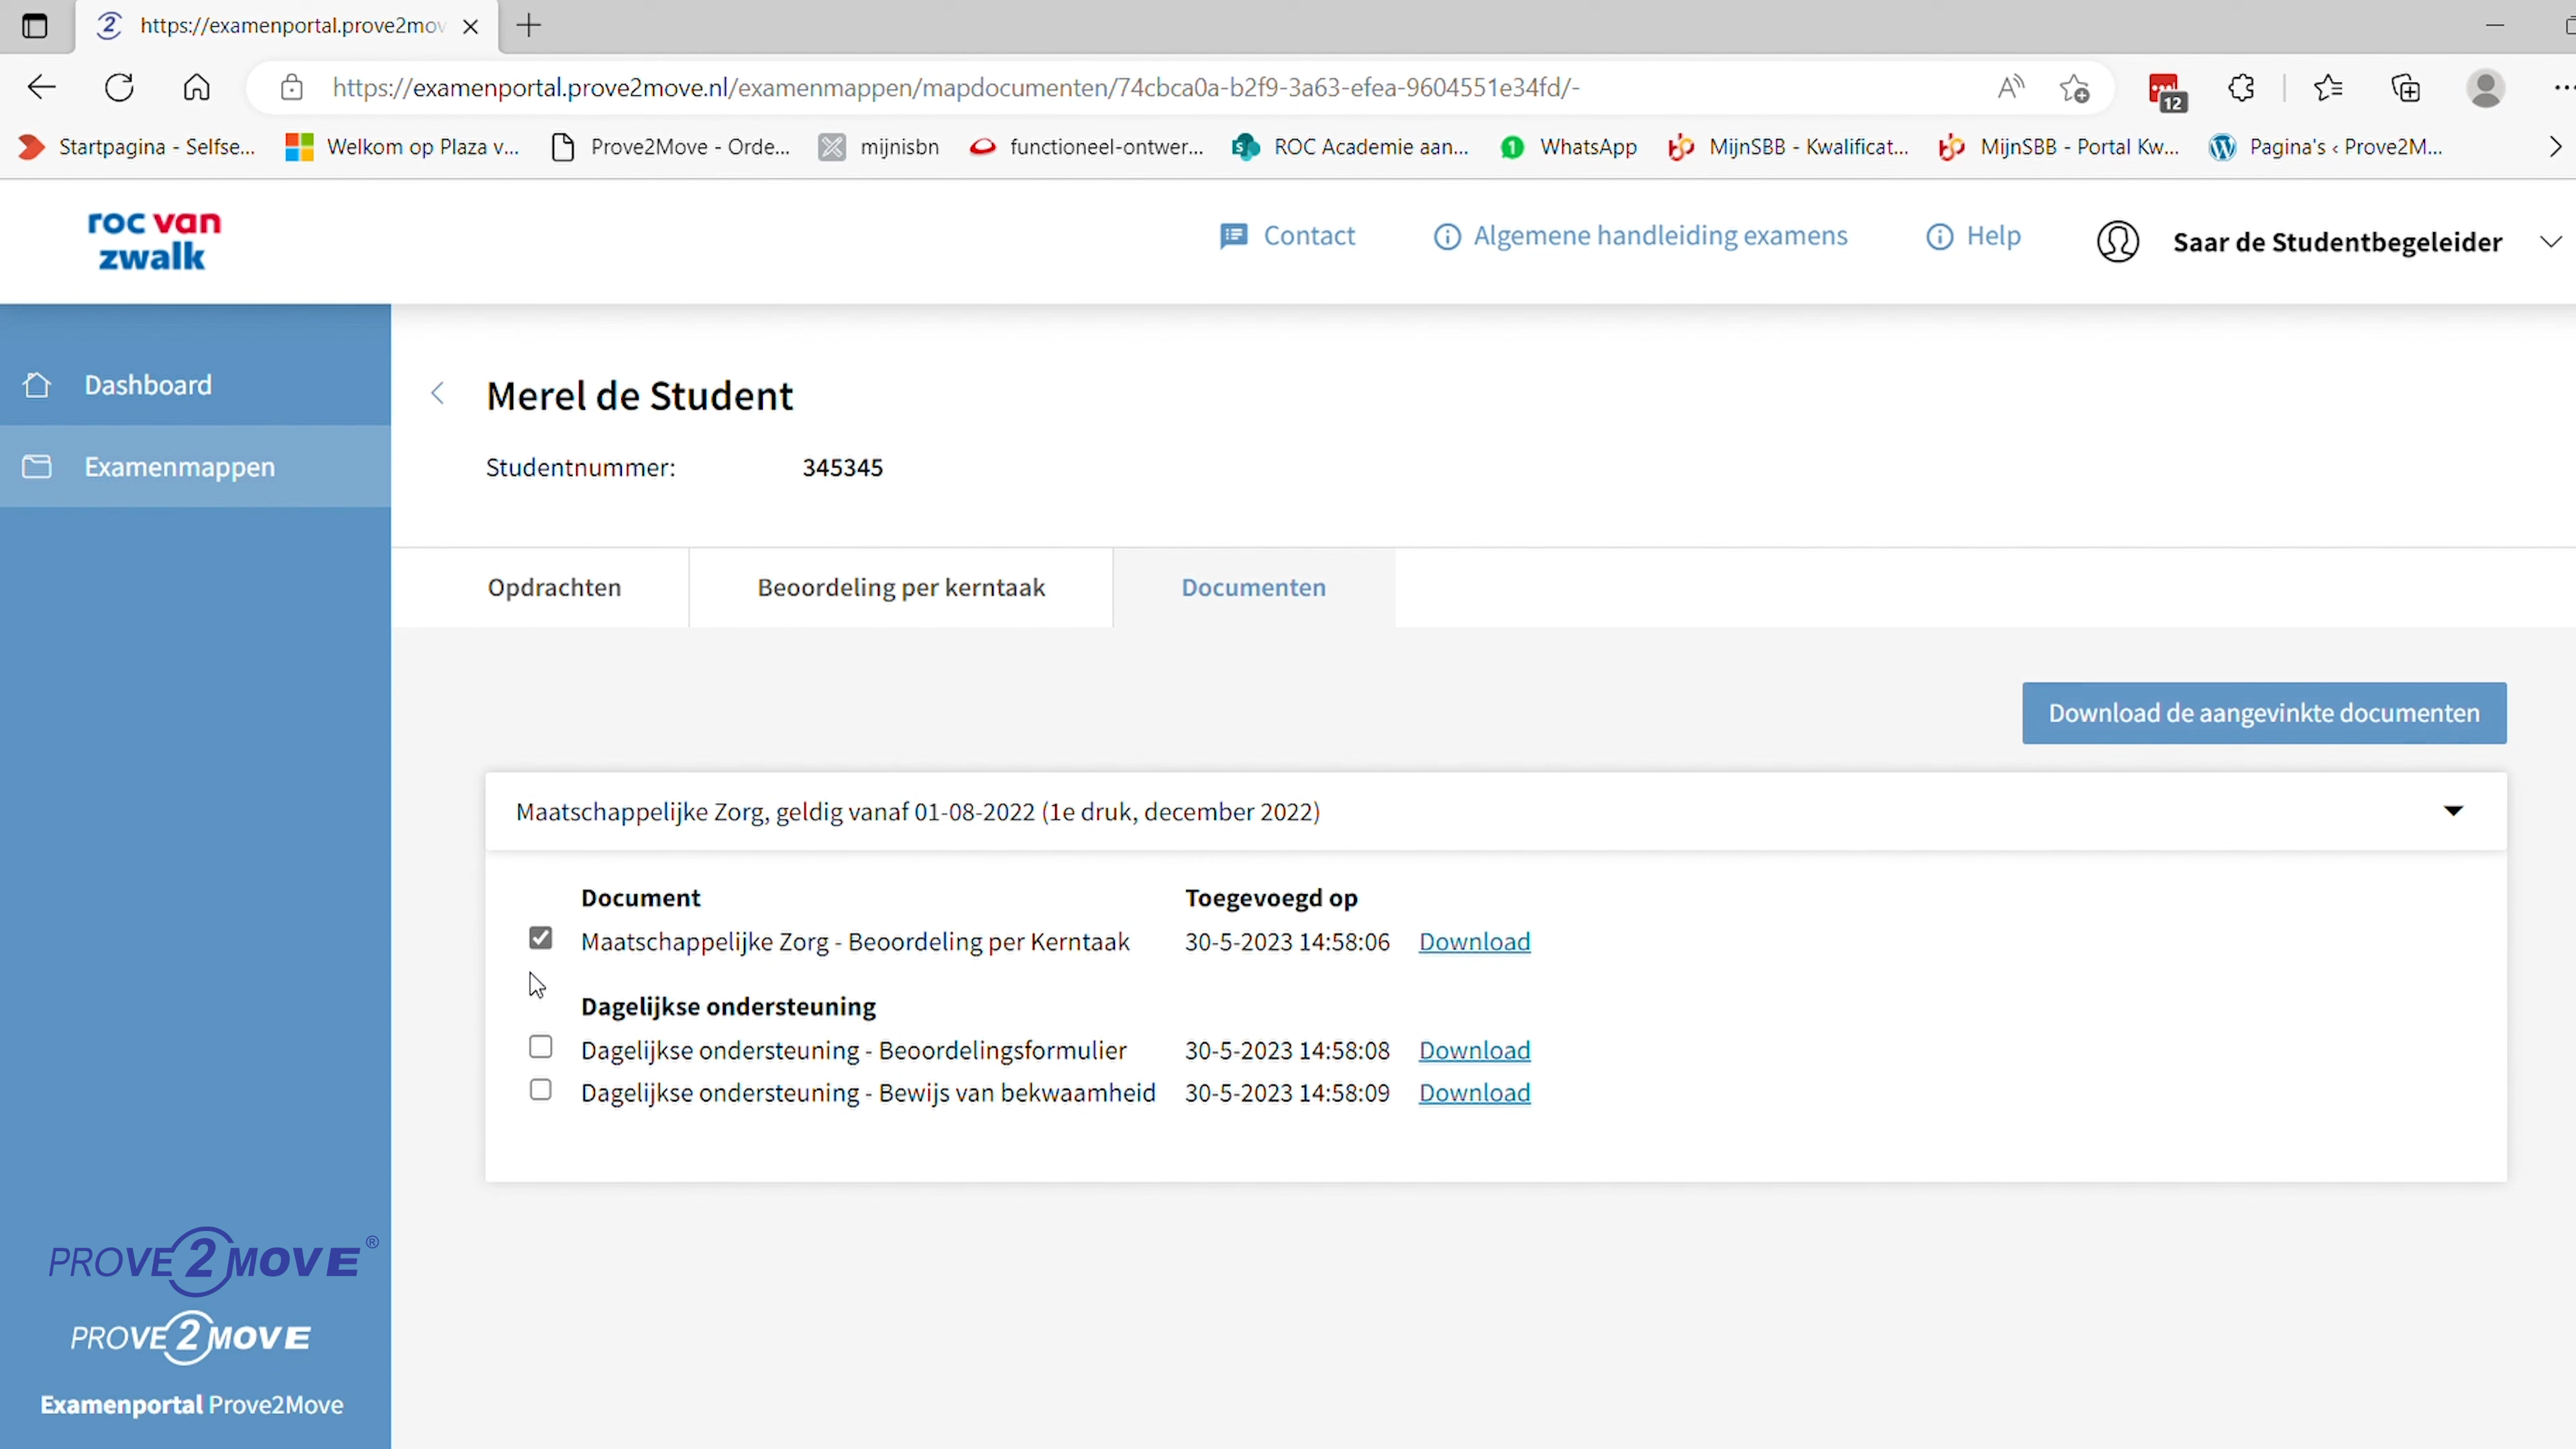 https://examenportal.prove2mov
https://examenportal.prove2move.nl/examenmappen/mapdocumenten/74cbca0a-b2f9-3a63-efea-9604551e34fd/-
12
Startpagina - Selfse... Welkom op Plaza v... Prove2Move - Orde... mijnisbn functioneel-ontwer... ROC Academie aan... WhatsApp MijnSBB - Kwalificat... MijnSBB - Portal Kw... Pagina's ‹ Prove2M...
roc van
zwalk
Contact Algemene handleiding examens Help Saar de Studentbegeleider
Dashboard
Examenmappen
Merel de Student
Studentnummer: 345345
Opdrachten Beoordeling per kerntaak Documenten
Download de aangevinkte documenten
Maatschappelijke Zorg, geldig vanaf 01-08-2022 (1e druk, december 2022)
Document Toegevoegd op
Maatschappelijke Zorg - Beoordeling per Kerntaak 30-5-2023 14:58:06 Download
Dagelijkse ondersteuning
Dagelijkse ondersteuning - Beoordelingsformulier 30-5-2023 14:58:08 Download
Dagelijkse ondersteuning - Bewijs van bekwaamheid 30-5-2023 14:58:09 Download
PROVE2MOVE®
PROVE2MOVE
Examenportal Prove2Move